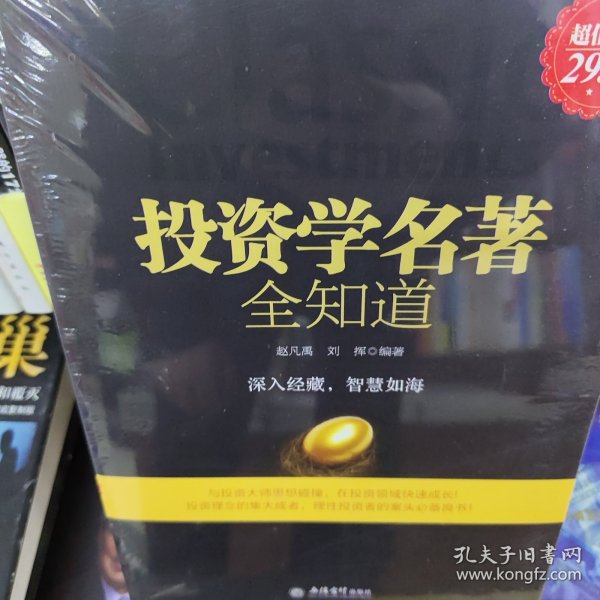 超值
29
Investment
投资学名著
全知道
赵凡禹 刘 挥◎编著
深入经藏，智慧如海
与投资大师思想碰撞，在投资领域快速成长！
投资理念的集大成者，理性投资者的案头必备良书！
巢
和覆灭
孔夫子旧书网
www.kongfz.com